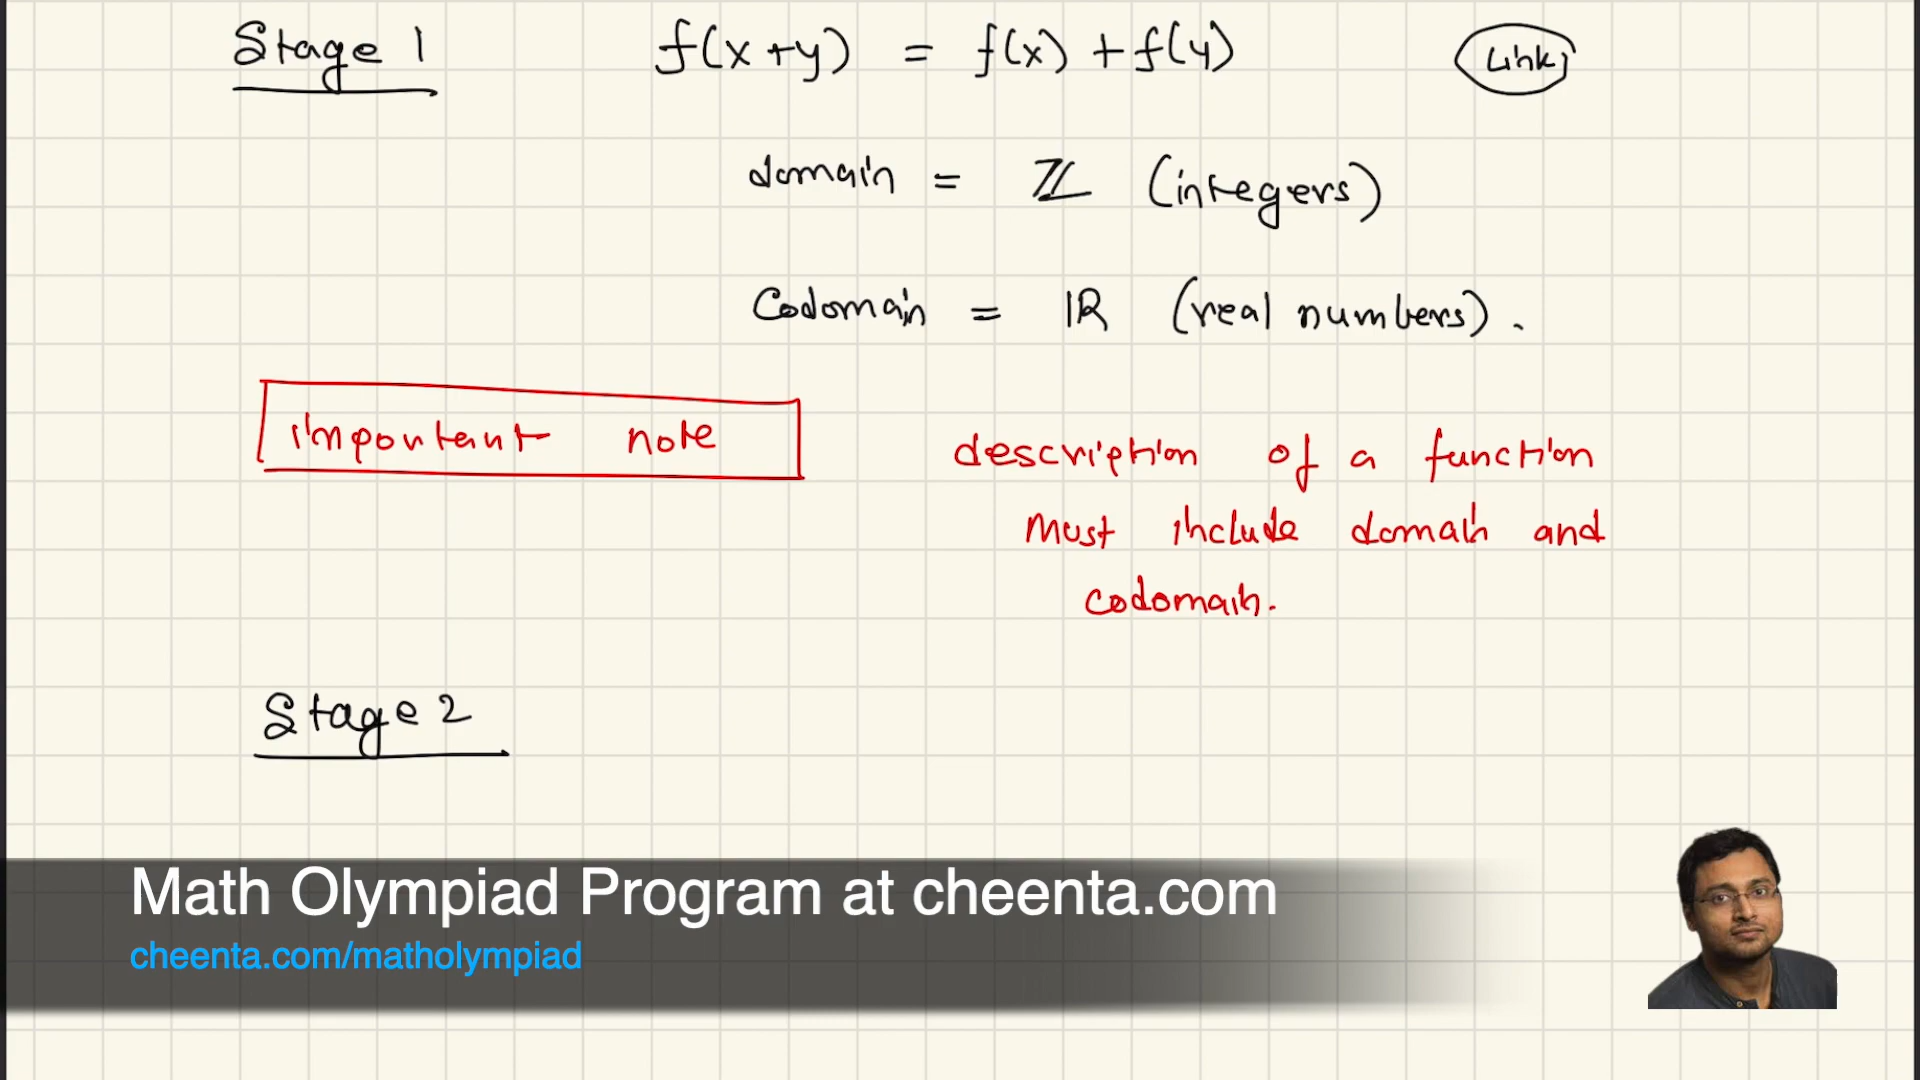 Stage 1 f(x+y) = f(x) + f(y) Link
domain = ℤ (integers)
Codomain = ℝ (real numbers).
important note
description of a function
must include domain and
codomain.
Stage 2
Math Olympiad Program at cheenta.com
cheenta.com/matholympiad